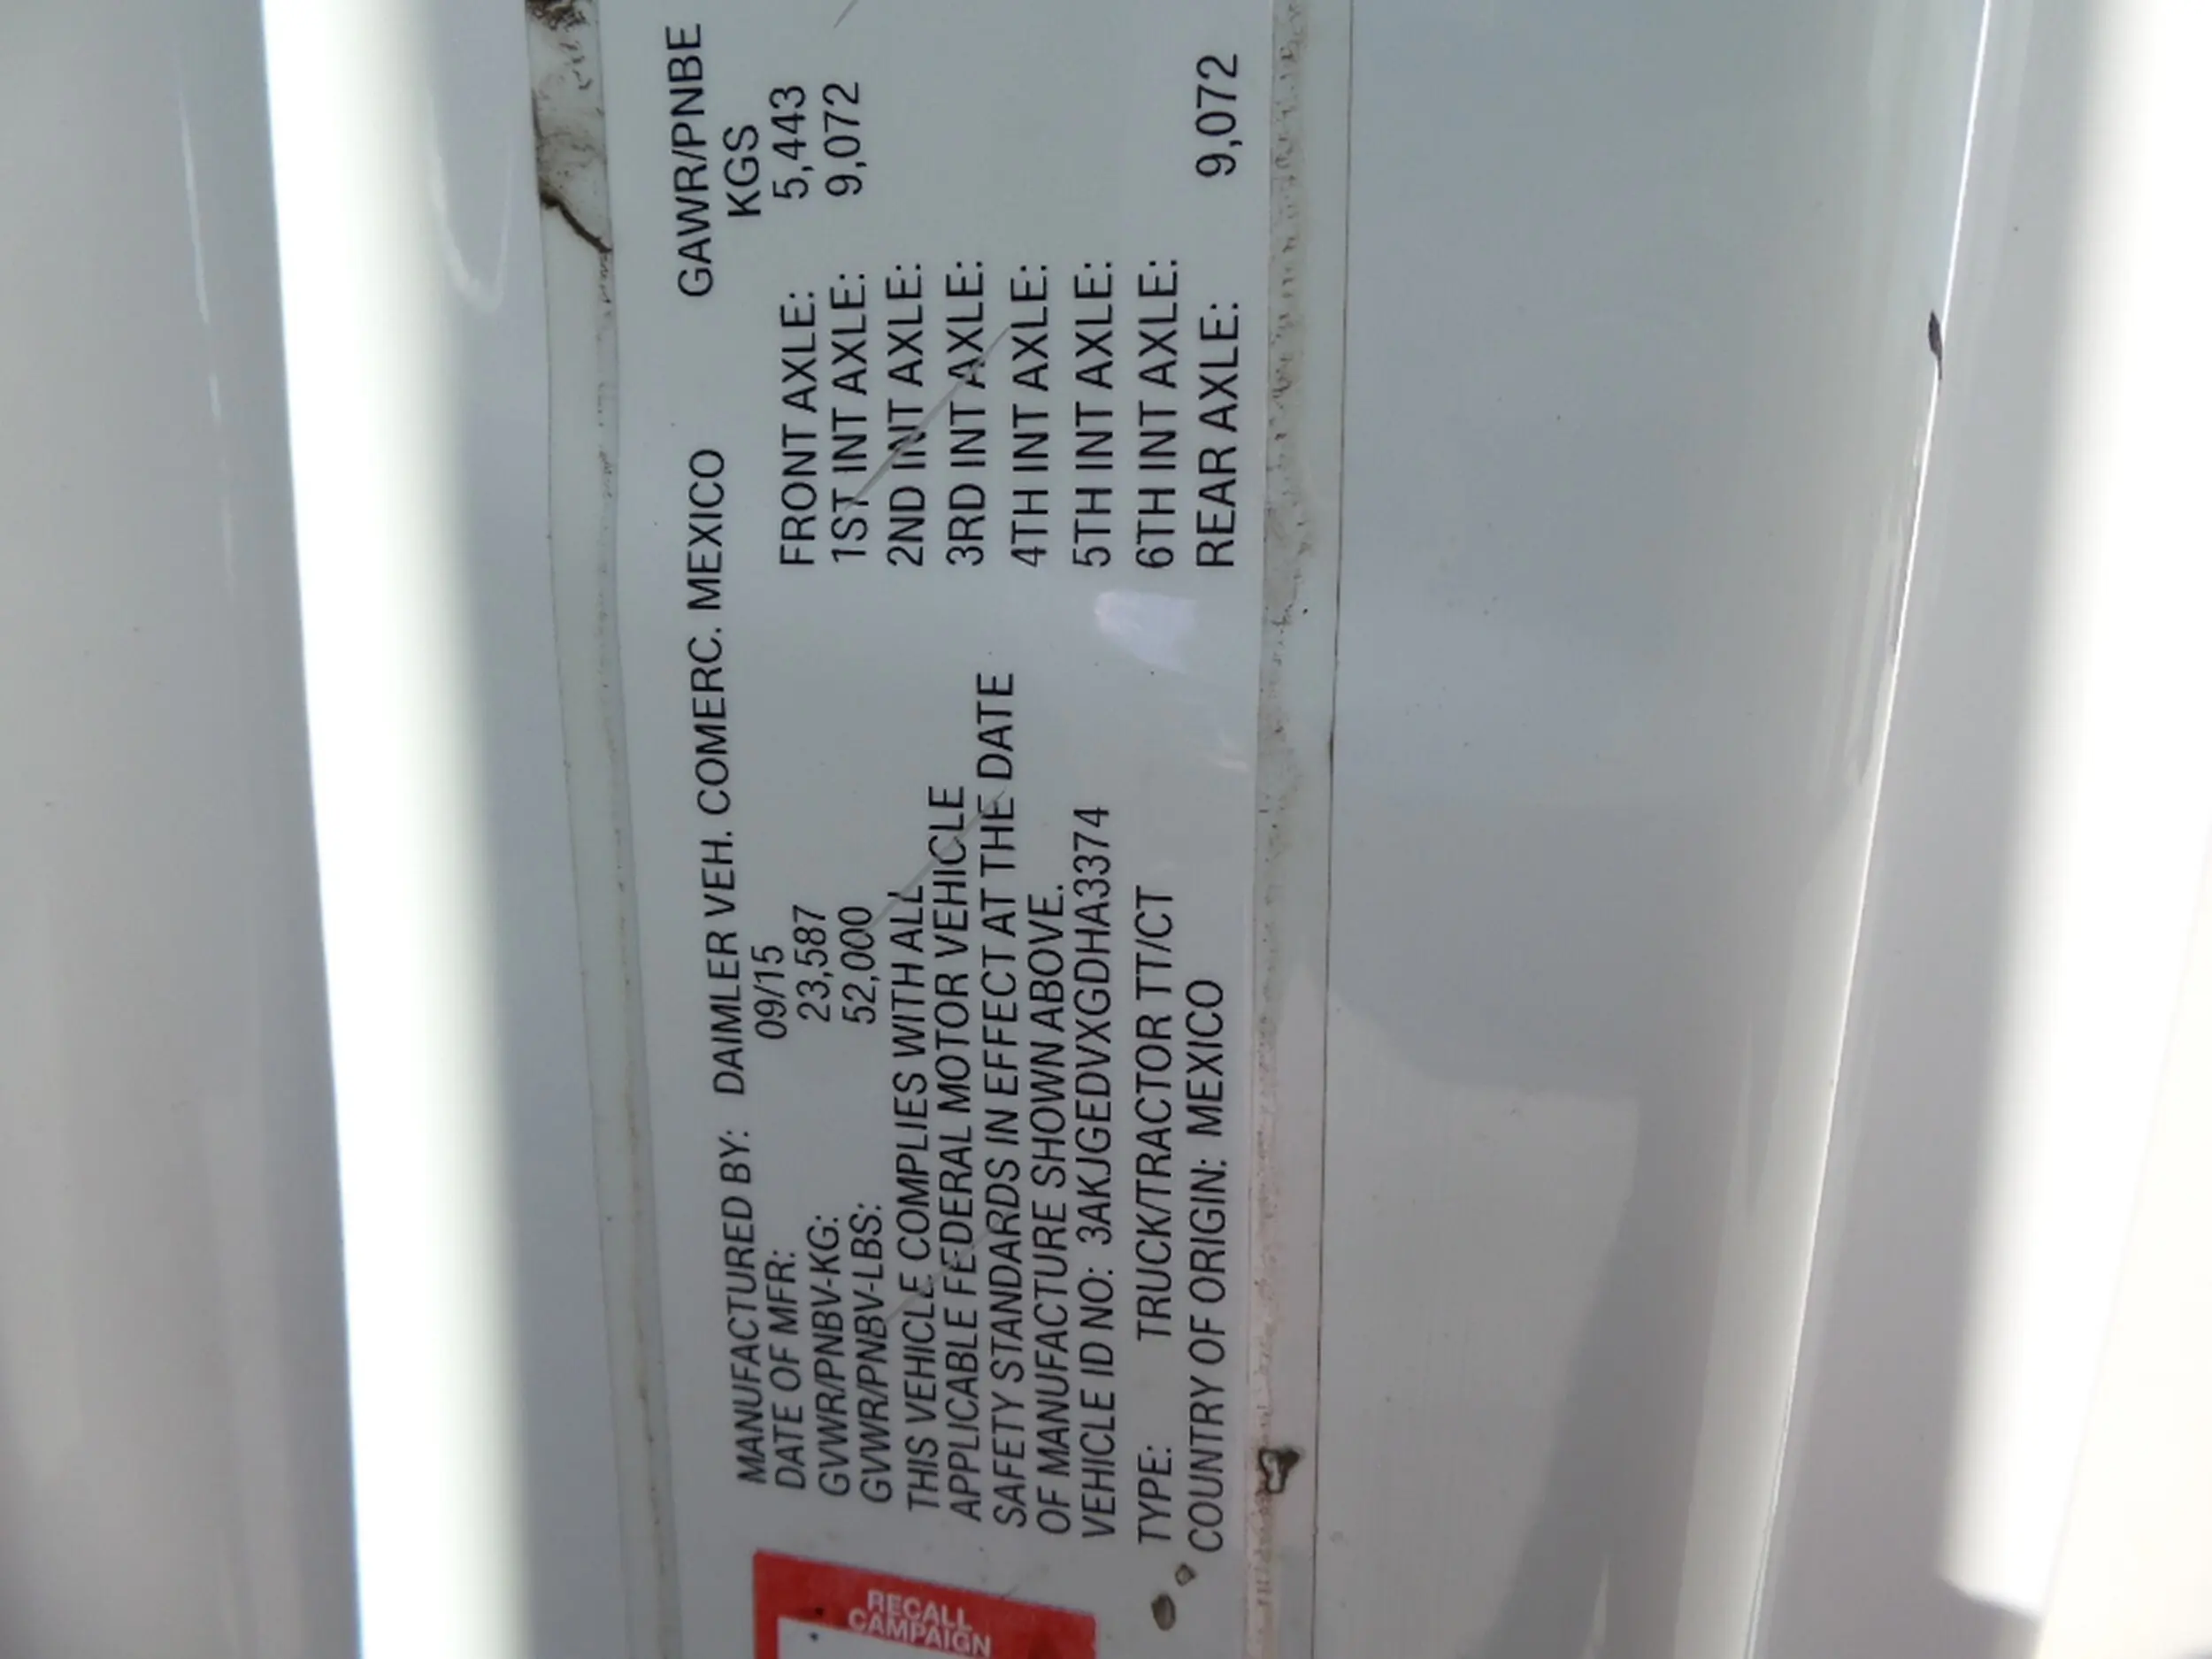 MANUFACTURED BY: DAIMLER VEH. COMERC. MEXICO
DATE OF MFR: 09/15
GVWR/PNBV-KG: 23,587
GVWR/PNBV-LBS: 52,000
THIS VEHICLE COMPLIES WITH ALL
APPLICABLE FEDERAL MOTOR VEHICLE
SAFETY STANDARDS IN EFFECT AT THE DATE
OF MANUFACTURE SHOWN ABOVE.
VEHICLE ID NO: 3AKJGEDVXGDHA3374
TYPE: TRUCK/TRACTOR TT/CT
COUNTRY OF ORIGIN: MEXICO
GAWR/PNBE
KGS
FRONT AXLE: 5,443
1ST INT AXLE: 9,072
2ND INT AXLE:
3RD INT AXLE:
4TH INT AXLE:
5TH INT AXLE:
6TH INT AXLE:
REAR AXLE: 9,072
RECALL
CAMPAIGN